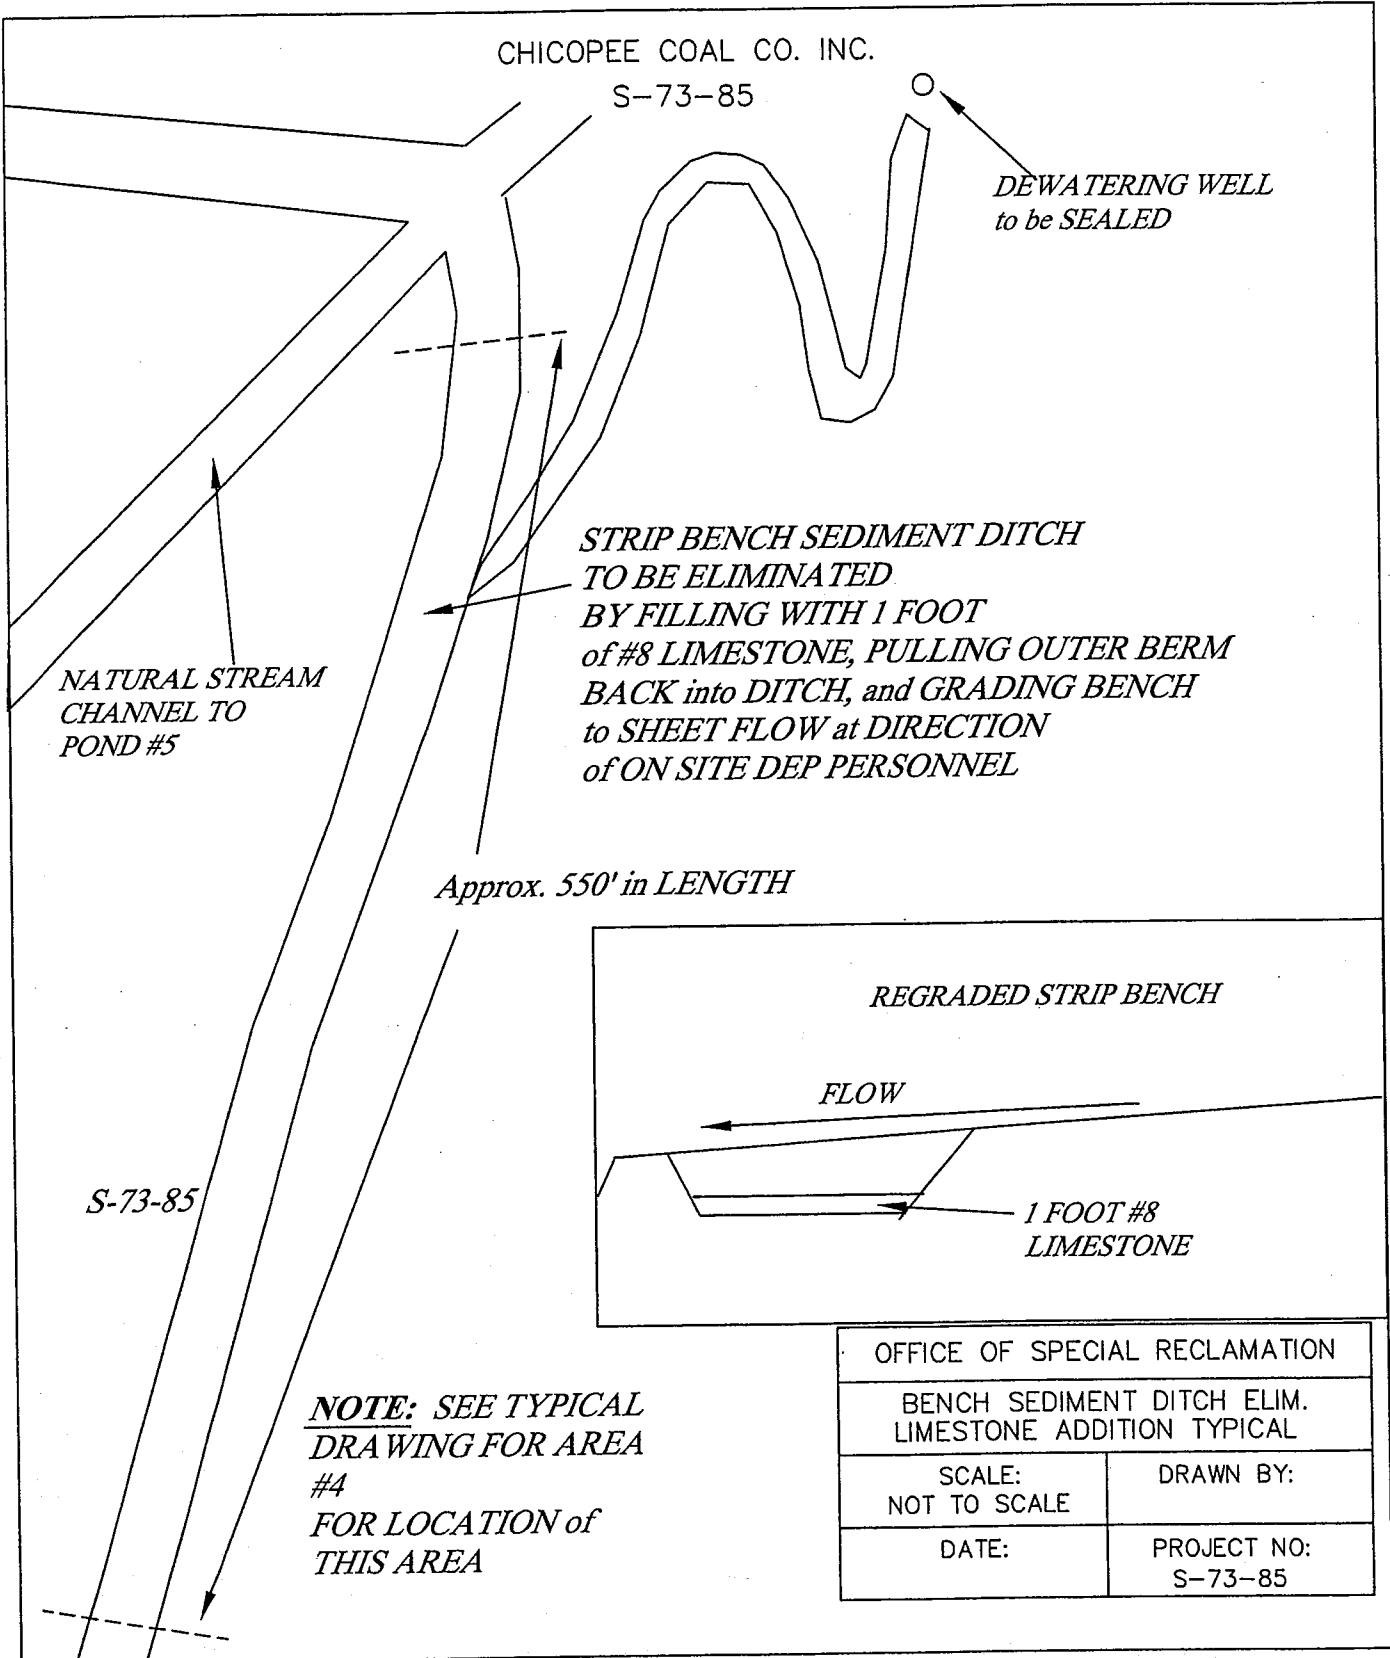 CHICOPEE COAL CO. INC.
S-73-85
DEWATERING WELL
to be SEALED
STRIP BENCH SEDIMENT DITCH
TO BE ELIMINATED
BY FILLING WITH 1 FOOT
of #8 LIMESTONE, PULLING OUTER BERM
BACK into DITCH, and GRADING BENCH
to SHEET FLOW at DIRECTION
of ON SITE DEP PERSONNEL
NATURAL STREAM
CHANNEL TO
POND #5
Approx. 550' in LENGTH
REGRADED STRIP BENCH
FLOW
1 FOOT #8
LIMESTONE
S-73-85
NOTE: SEE TYPICAL
DRAWING FOR AREA
#4
FOR LOCATION of
THIS AREA
OFFICE OF SPECIAL RECLAMATION
BENCH SEDIMENT DITCH ELIM.
LIMESTONE ADDITION TYPICAL
SCALE:
NOT TO SCALE
DRAWN BY:
DATE:
PROJECT NO:
S-73-85